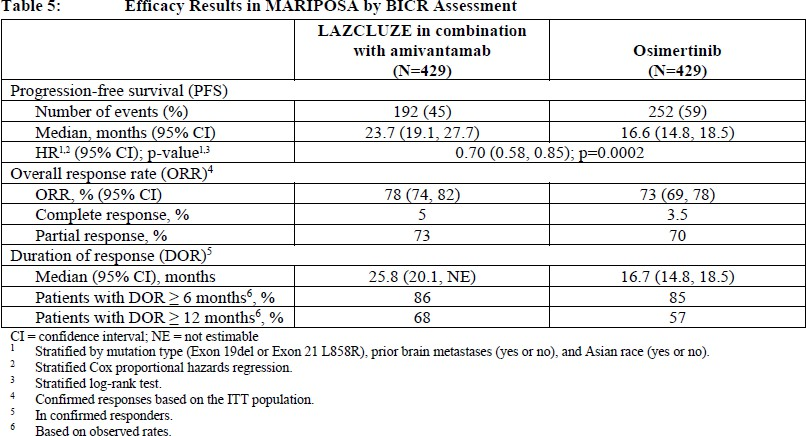 Table 5: Efficacy Results in MARIPOSA by BICR Assessment
LAZCLUZE in combination
with amivantamab
(N=429)
Osimertinib
(N=429)
Progression-free survival (PFS)
Number of events (%) 192 (45) 252 (59)
Median, months (95% CI) 23.7 (19.1, 27.7) 16.6 (14.8, 18.5)
HR1,2 (95% CI); p-value1,3 0.70 (0.58, 0.85); p=0.0002
Overall response rate (ORR)4
ORR, % (95% CI) 78 (74, 82) 73 (69, 78)
Complete response, % 5 3.5
Partial response, % 73 70
Duration of response (DOR)5
Median (95% CI), months 25.8 (20.1, NE) 16.7 (14.8, 18.5)
Patients with DOR ≥ 6 months6, % 86 85
Patients with DOR ≥ 12 months6, % 68 57
CI = confidence interval; NE = not estimable
1 Stratified by mutation type (Exon 19del or Exon 21 L858R), prior brain metastases (yes or no), and Asian race (yes or no).
2 Stratified Cox proportional hazards regression.
3 Stratified log-rank test.
4 Confirmed responses based on the ITT population.
5 In confirmed responders.
6 Based on observed rates.